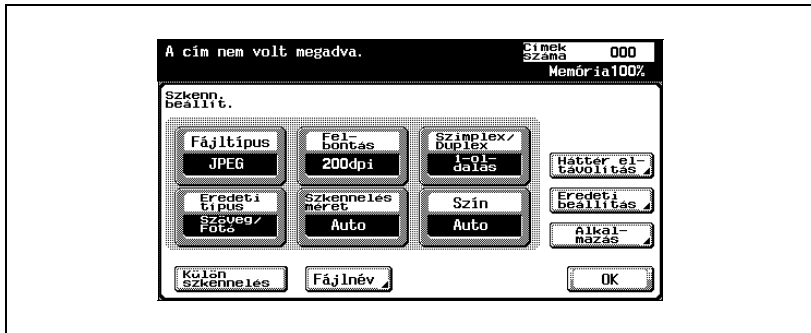 A cím nem volt megadva.
Címek
száma
000
Memória100%
Szkenn.
beállít.
Fájltípus
JPEG
Fel-
bontás
200dpi
Szimplex/
Duplex
1-ol-
dalas
Háttér el-
távolítás
Eredeti
típus
Szöveg/
Fotó
Szkennelés
méret
Auto
Szín
Auto
Eredeti
beállítás
Alkal-
mazás
Külön
szkennelés
Fájlnév
OK